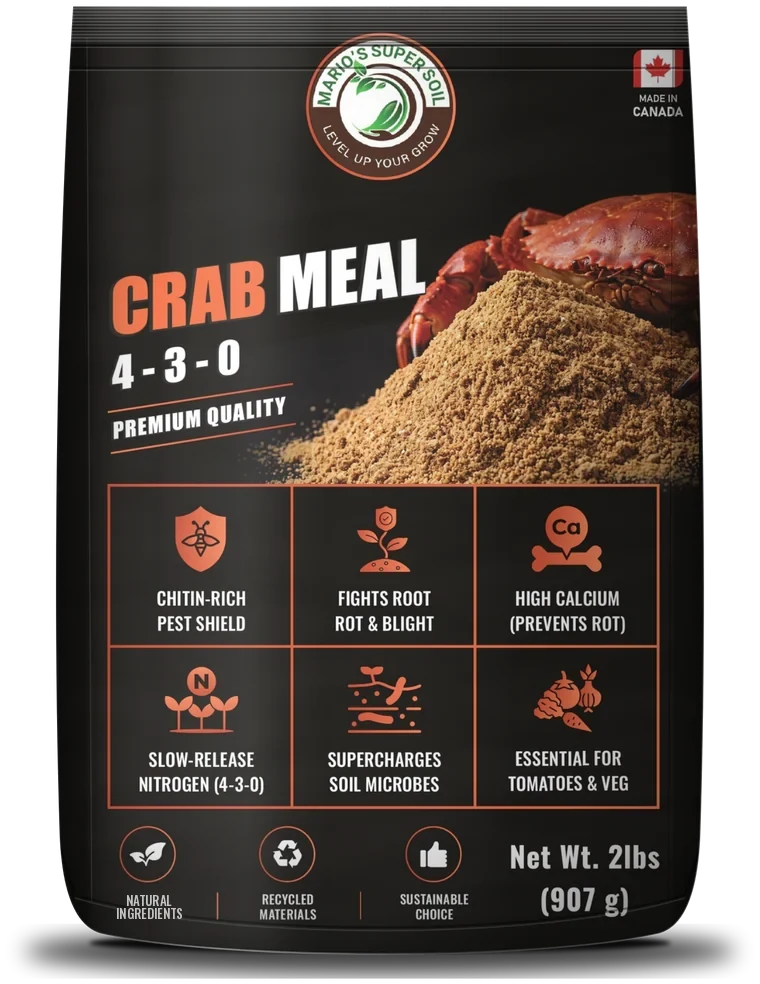 MARIO'S SUPER SOIL
LEVEL UP YOUR GROW
MADE IN
CANADA
CRAB MEAL
4-3-0
PREMIUM QUALITY
CHITIN-RICH
PEST SHIELD
FIGHTS ROOT
ROT & BLIGHT
Ca
HIGH CALCIUM
(PREVENTS ROT)
N
SLOW-RELEASE
NITROGEN (4-3-0)
SUPERCHARGES
SOIL MICROBES
ESSENTIAL FOR
TOMATOES & VEG
NATURAL
INGREDIENTS
RECYCLED
MATERIALS
SUSTAINABLE
CHOICE
Net Wt. 2lbs
(907 g)